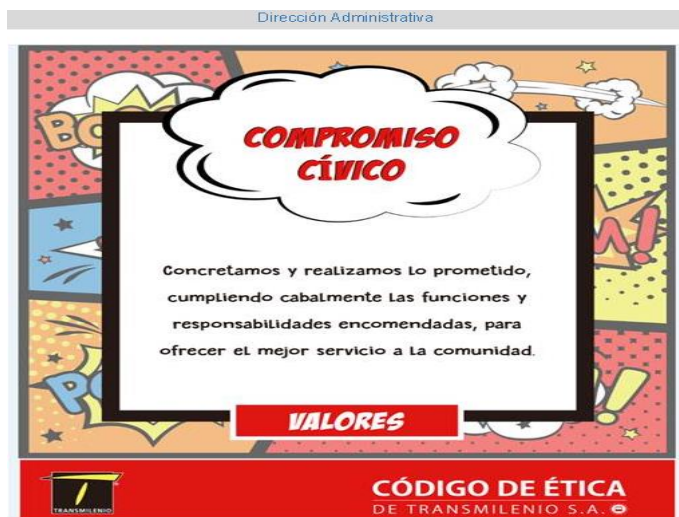 Dirección Administrativa
COMPROMISO
CÍVICO
Concretamos y realizamos lo prometido,
cumpliendo cabalmente las funciones y
responsabilidades encomendadas, para
ofrecer el mejor servicio a la comunidad.
VALORES
TRANSMILENIO
CÓDIGO DE ÉTICA
DE TRANSMILENIO S.A.